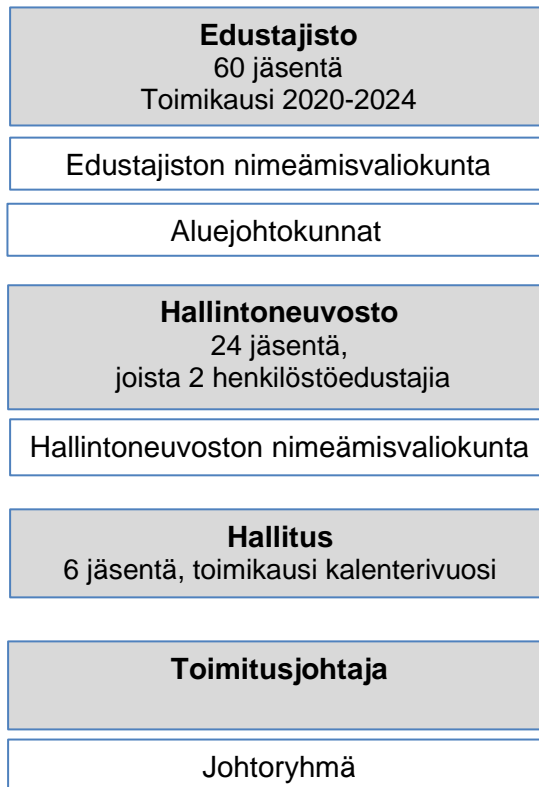 Edustajisto
60 jäsentä
Toimikausi 2020-2024
Edustajiston nimeämisvaliokunta
Aluejohtokunnat
Hallintoneuvosto
24 jäsentä,
joista 2 henkilöstöedustajia
Hallintoneuvoston nimeämisvaliokunta
Hallitus
6 jäsentä, toimikausi kalenterivuosi
Toimitusjohtaja
Johtoryhmä